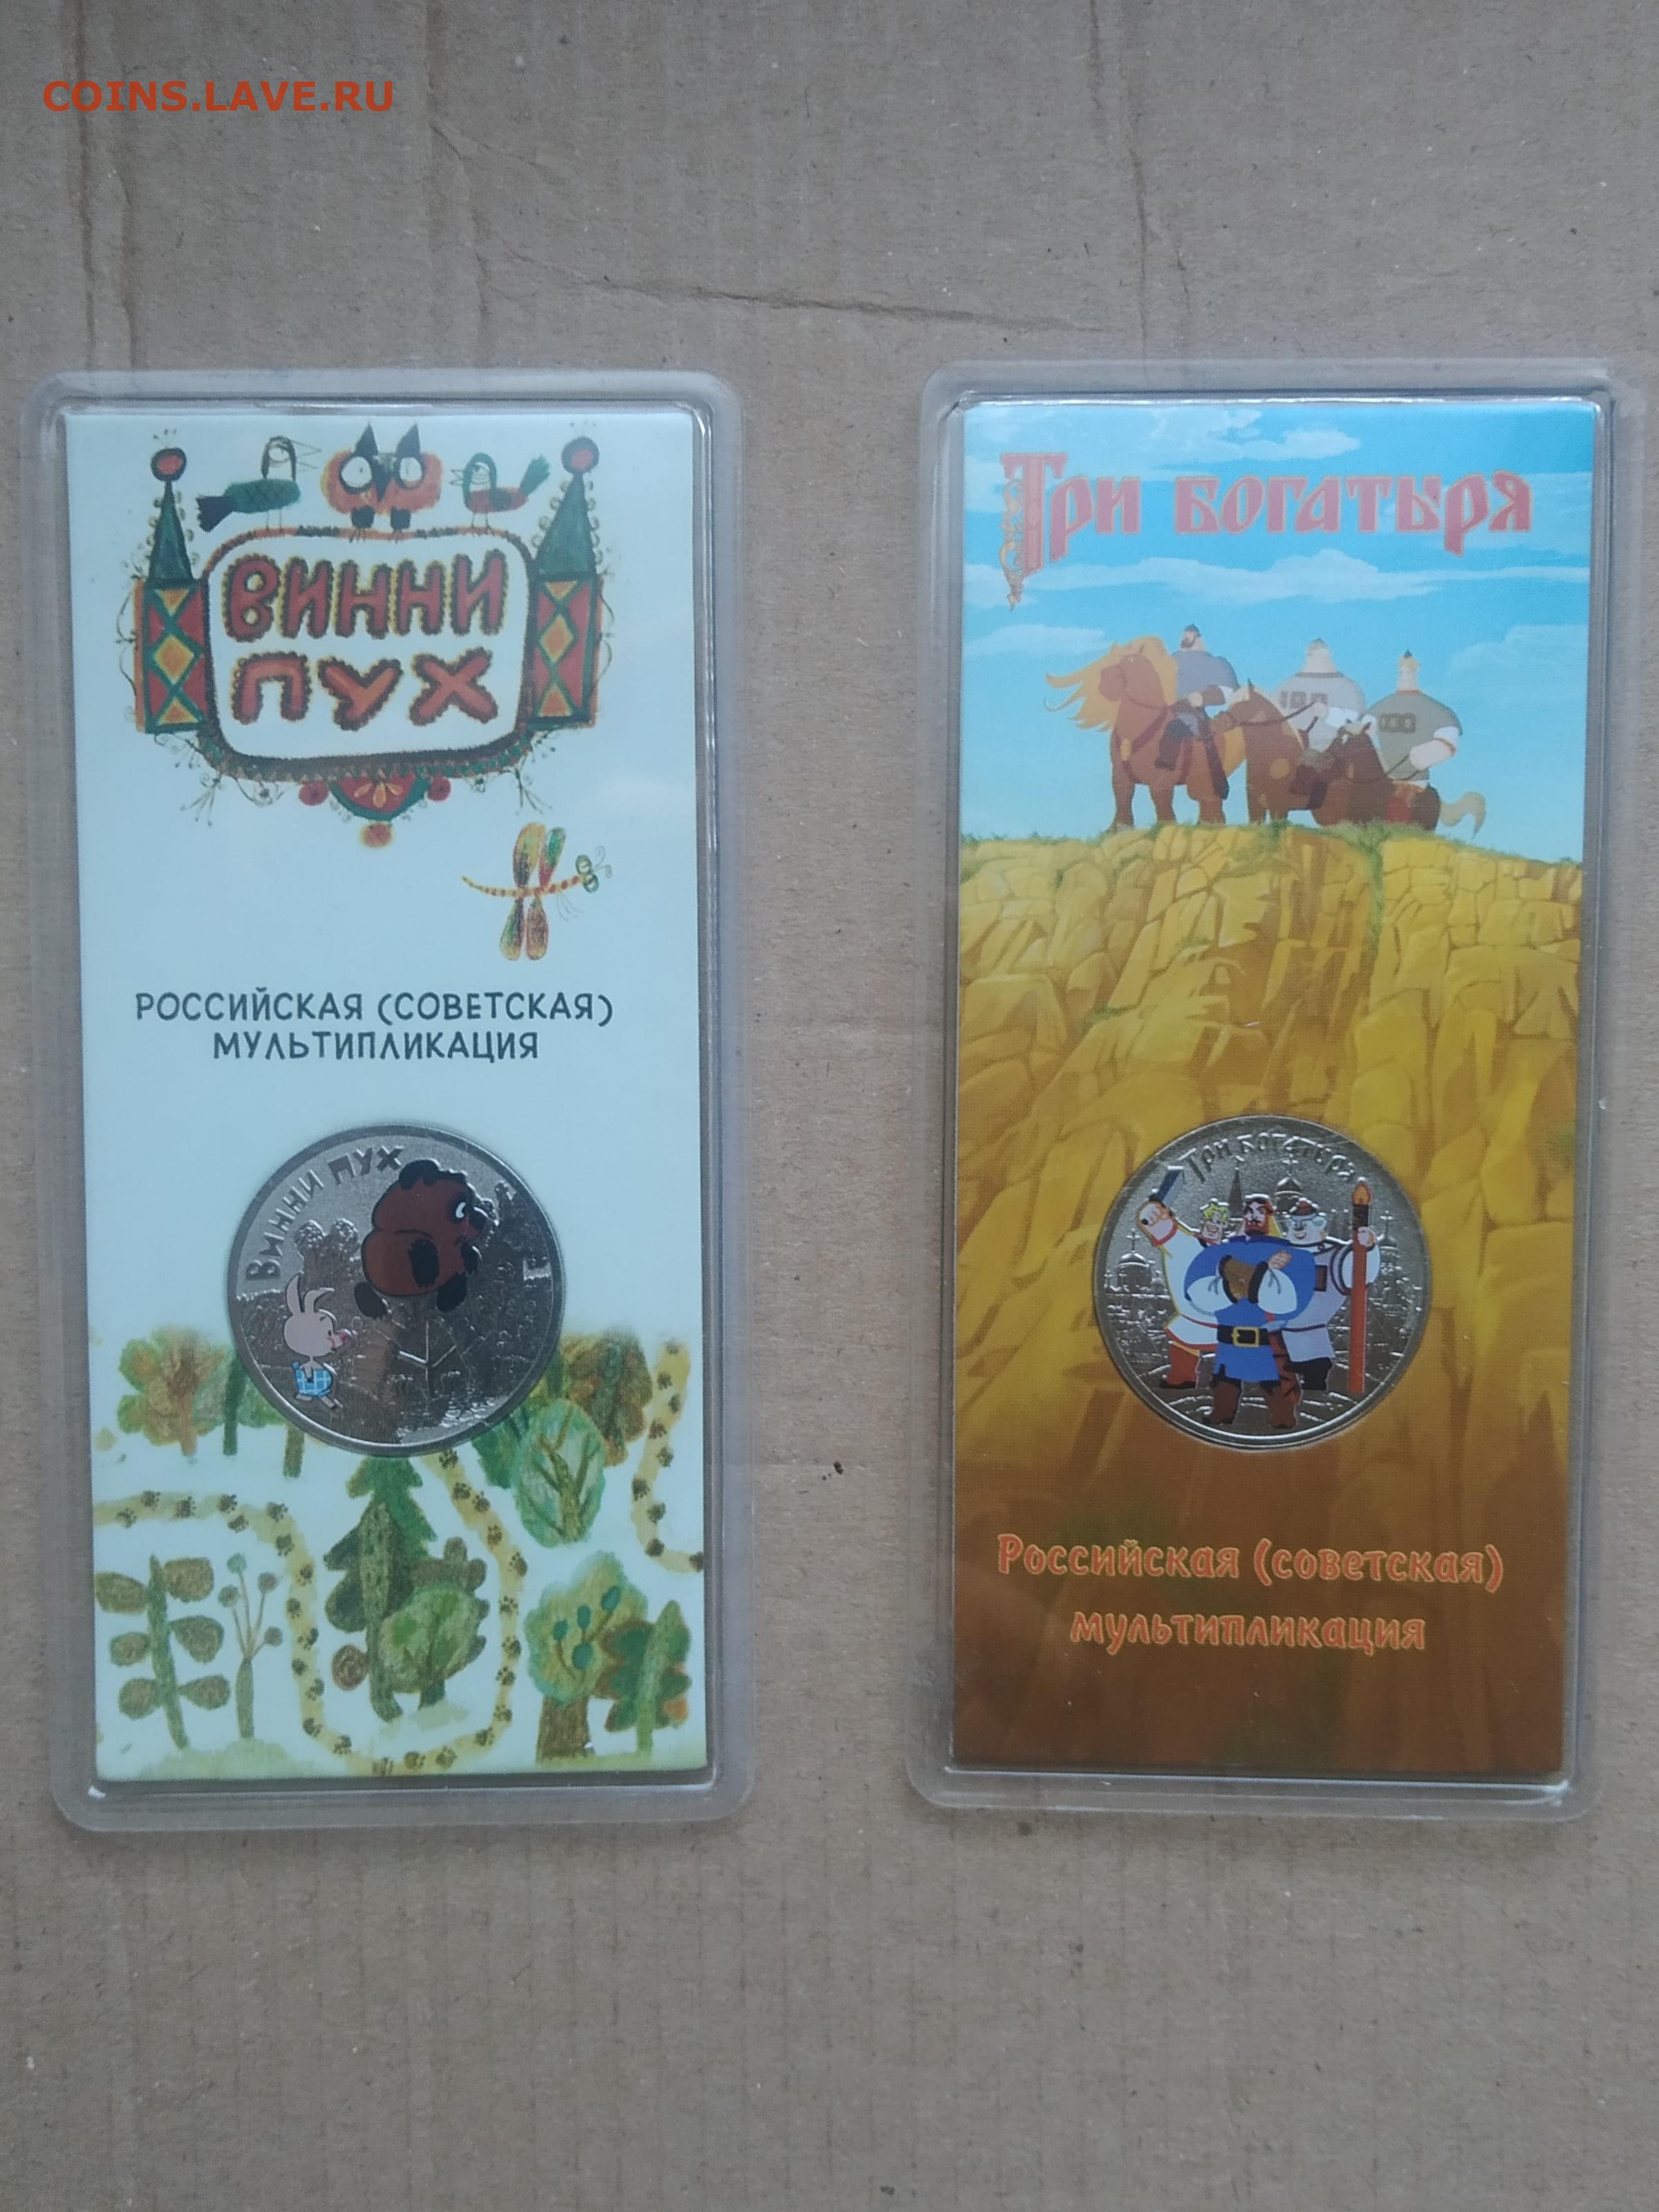 COINS.LAVE.RU
ВИННИ
ПУХ
РОССИЙСКАЯ (СОВЕТСКАЯ)
МУЛЬТИПЛИКАЦИЯ
ВИННИ ПУХ
Три богатыря
Три богатыря
Российская (советская)
мультипликация